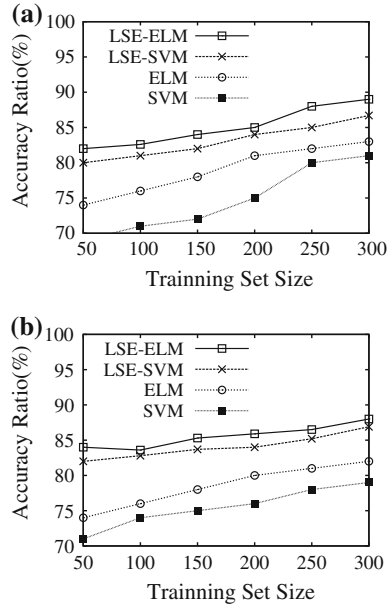 (a)
100
95
90
85
80
75
70
Accuracy Ratio(%)
LSE-ELM
LSE-SVM
ELM
SVM
50 100 150 200 250 300
Trainning Set Size
(b)
100
95
90
85
80
75
70
Accuracy Ratio(%)
LSE-ELM
LSE-SVM
ELM
SVM
50 100 150 200 250 300
Trainning Set Size